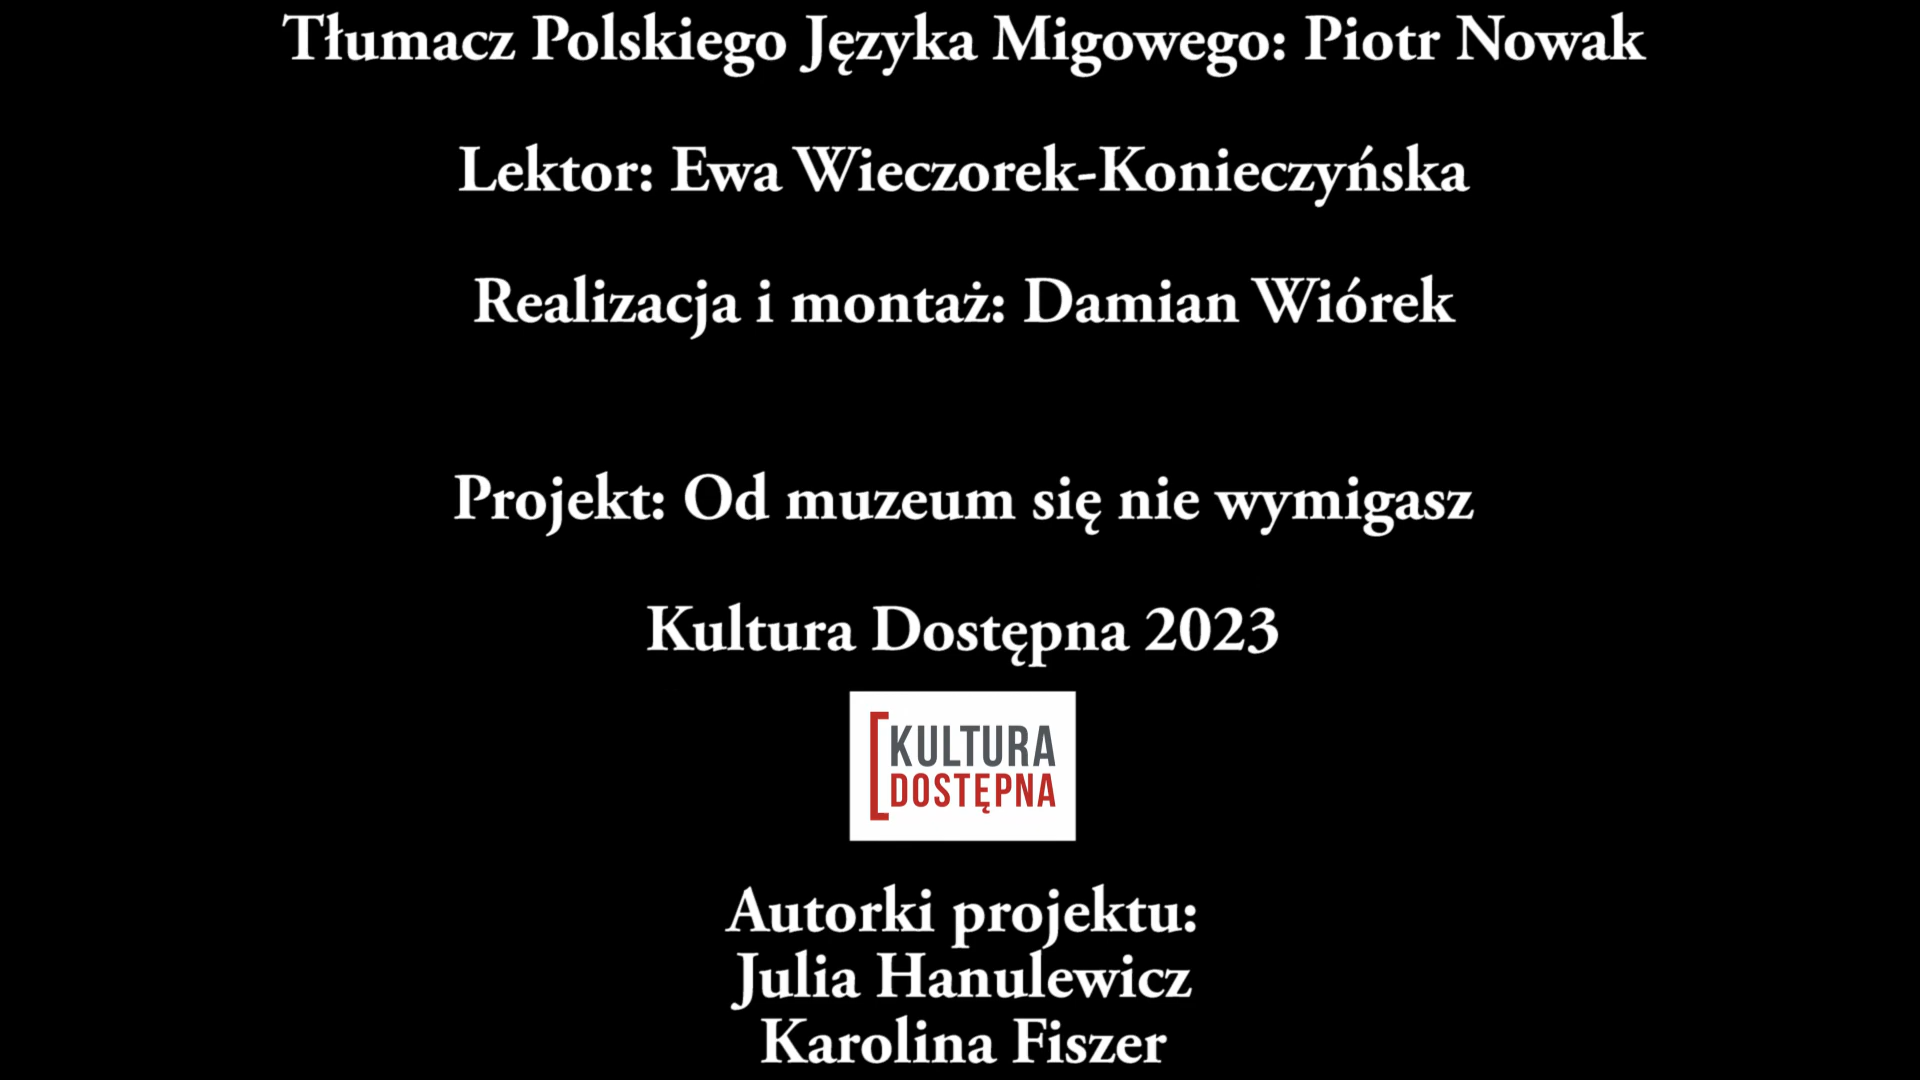 Tłumacz Polskiego Języka Migowego: Piotr Nowak
Lektor: Ewa Wieczorek-Konieczyńska
Realizacja i montaż: Damian Wiórek
Projekt: Od muzeum się nie wymigasz
Kultura Dostępna 2023
KULTURA
DOSTĘPNA
Autorki projektu:
Julia Hanulewicz
Karolina Fiszer